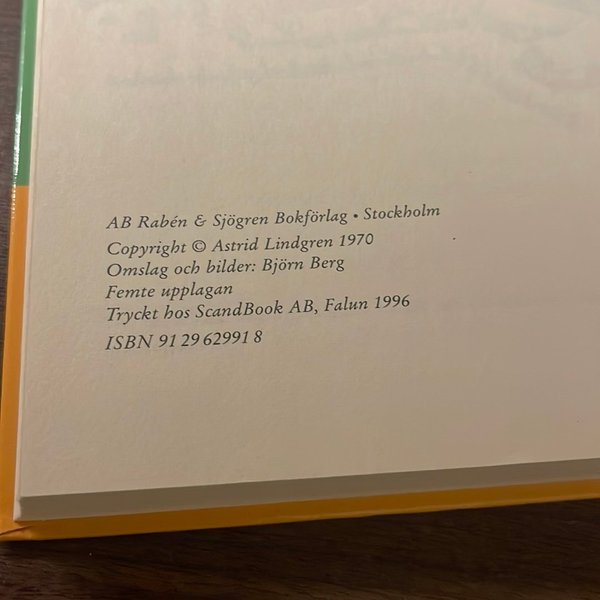 AB Rabén & Sjögren Bokförlag • Stockholm
Copyright © Astrid Lindgren 1970
Omslag och bilder: Björn Berg
Femte upplagan
Tryckt hos ScandBook AB, Falun 1996
ISBN 91 29 62991 8